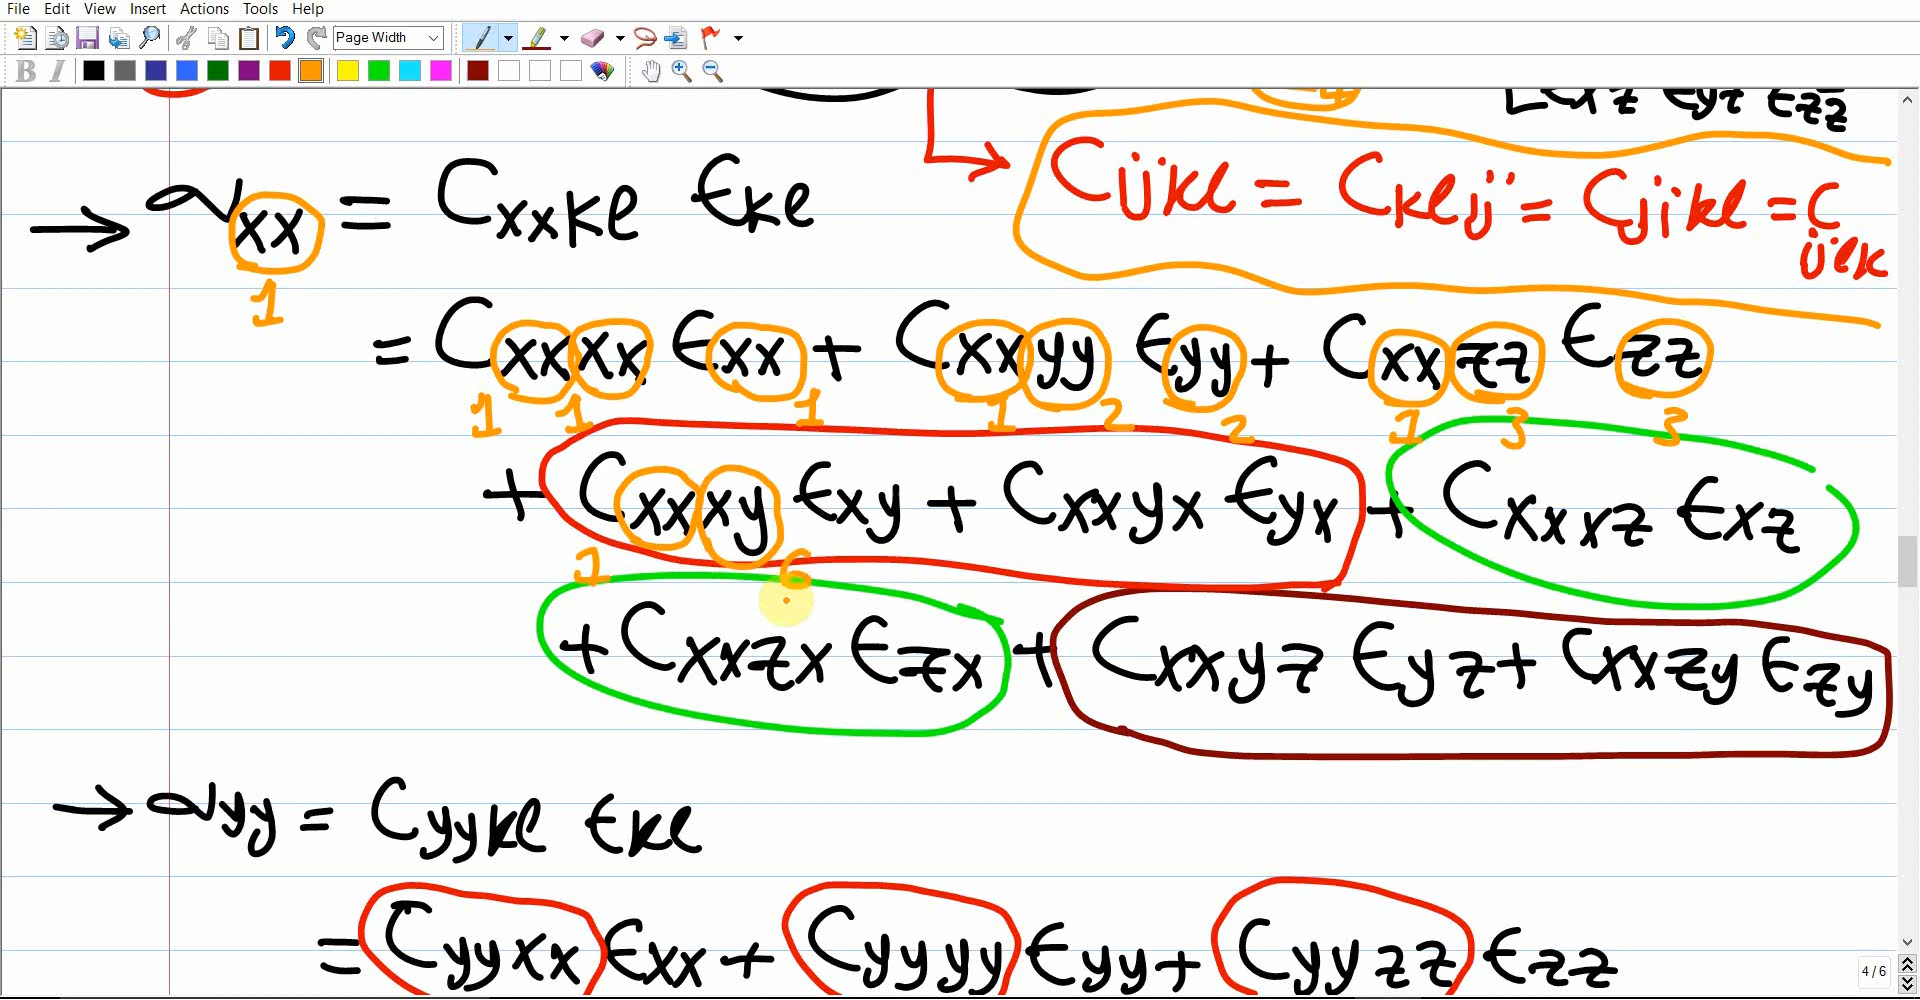 File Edit View Insert Actions Tools Help
Page Width
B I
εxz εyz εzz
→ Cijkl = Cklij = Cjikl = Cijlk
→ σxx = Cxxkl εkl
1
= Cxxxx εxx + Cxxyy εyy + Cxxzz εzz
1 1 1 1 2 2 1 3 3
+ Cxxxy εxy + Cxxyx εyx + Cxxxz εxz
1 6
+ Cxxzx εzx + Cxxyz εyz + Cxxzy εzy
→ σyy = Cyykl εkl
= Cyyxx εxx + Cyyyy εyy + Cyyzz εzz
4 / 6